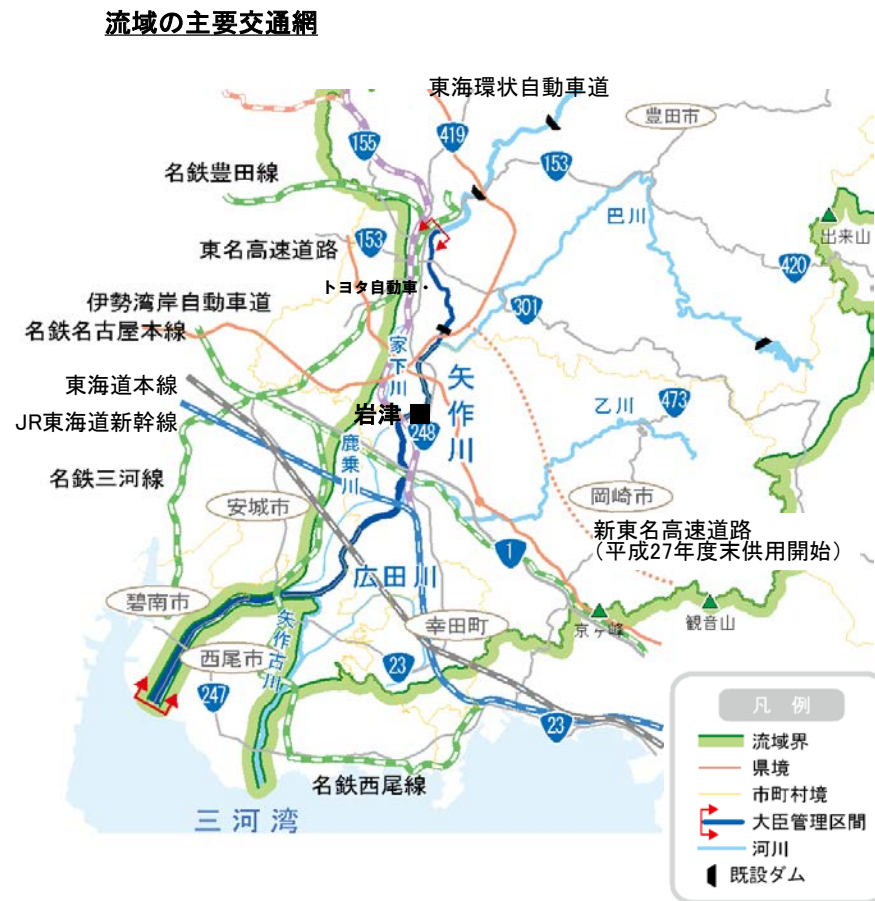 流域の主要交通網
東海環状自動車道
豊田市
419
155
153
名鉄豊田線
巴川
出来山
東名高速道路
153
420
トヨタ自動車・
伊勢湾岸自動車道
301
名鉄名古屋本線
家下川
矢作川
東海道本線
473
岩津
乙川
JR東海道新幹線
248
鹿乗川
名鉄三河線
安城市
岡崎市
新東名高速道路
(平成27年度末供用開始)
1
広田川
碧南市
京ヶ峰
観音山
矢作古川
幸田町
西尾市
23
247
23
名鉄西尾線
三河湾
凡例
流域界
県境
市町村境
大臣管理区間
河川
既設ダム